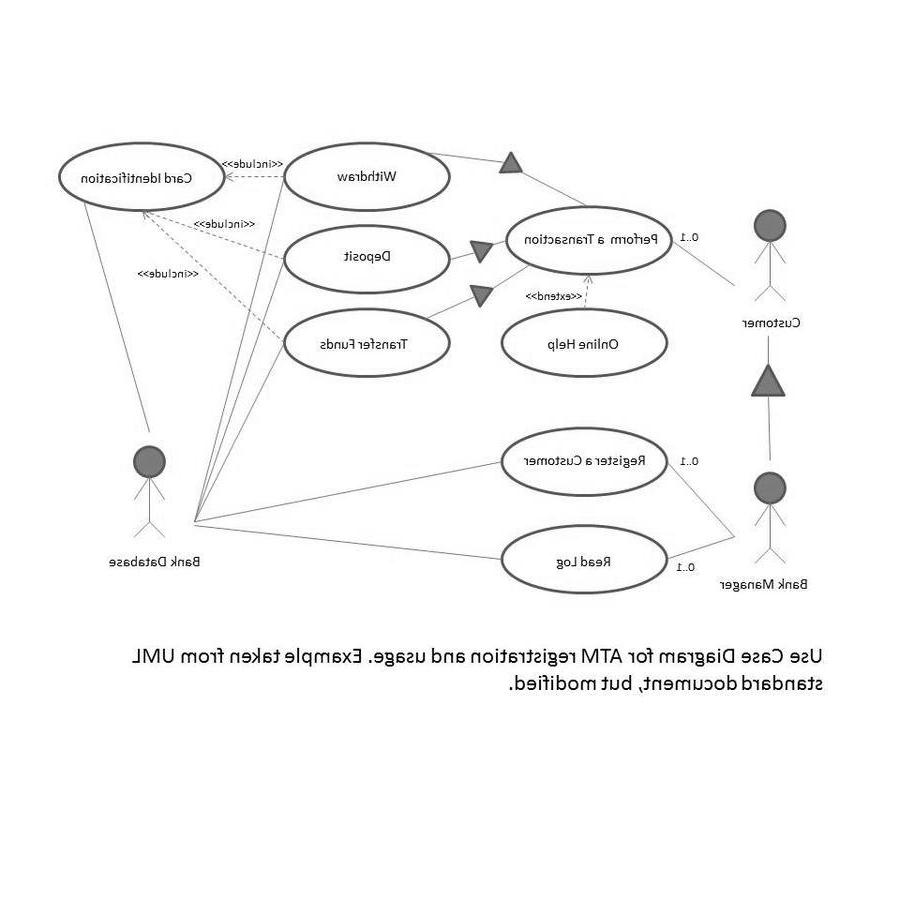 Card Identification
<<include>>
Withdraw
<<include>>
Deposit
<<include>>
Transfer Funds
Perform a Transaction
0..1
<<extend>>
Online Help
Customer
Register a Customer
0..1
Read Log
0..1
Bank Database
Bank Manager
Use Case Diagram for ATM registration and usage. Example taken from UML
standard document, but modified.